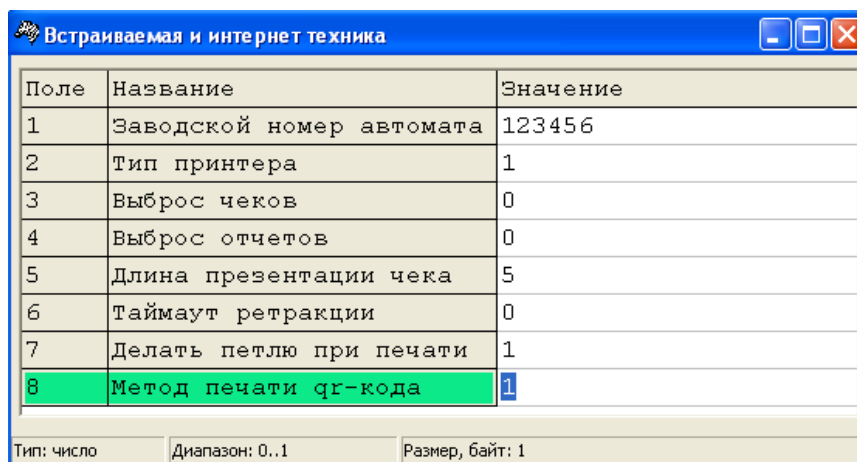 Встраиваемая и интернет техника
Поле Название Значение
1 Заводской номер автомата 123456
2 Тип принтера 1
3 Выброс чеков 0
4 Выброс отчетов 0
5 Длина презентации чека 5
6 Таймаут ретракции 0
7 Делать петлю при печати 1
8 Метод печати qr-кода 1
Тип: число Диапазон: 0..1 Размер, байт: 1